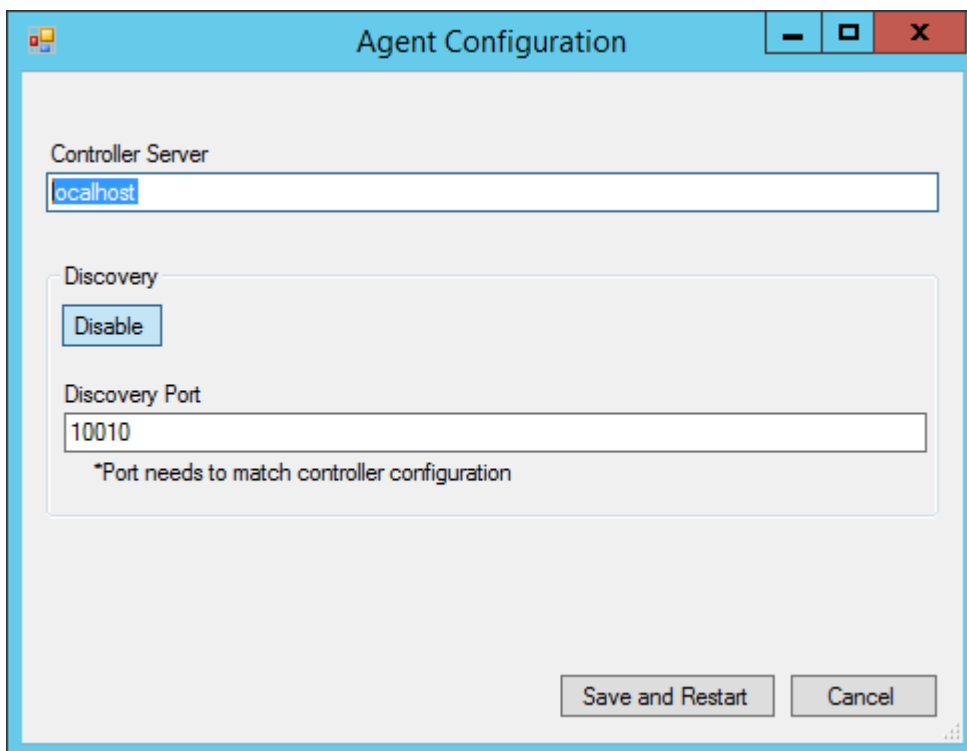 Agent Configuration
Controller Server
localhost
Discovery
Disable
Discovery Port
10010
*Port needs to match controller configuration
Save and Restart
Cancel